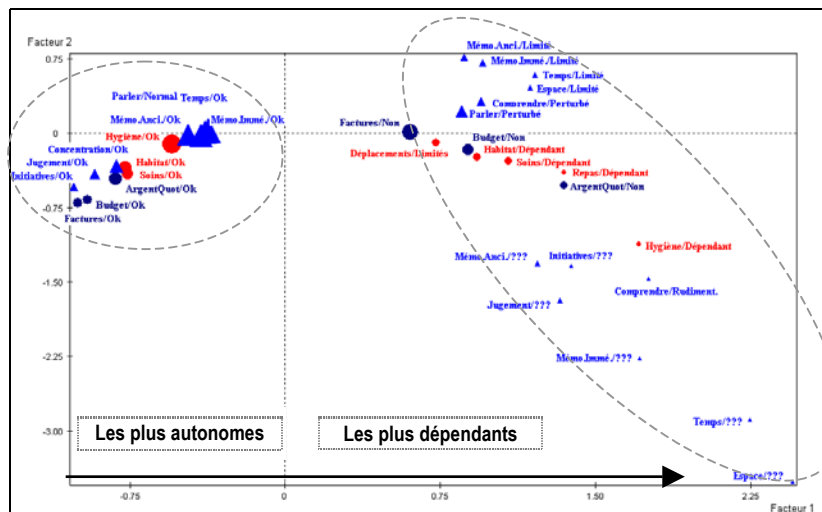 Facteur 2
0.75
0
-0.75
-1.50
-2.25
-3.00
Mémo.Anci./Limité
Mémo.Immé./Limité
Temps/Limité
Espace/Limité
Comprendre/Perturbé
Parler/Perturbé
Parler/Normal
Temps/Ok
Mémo.Anci./Ok
Mémo.Immé./Ok
Hygiène/Ok
Concentration/Ok
Jugement/Ok
Habitat/Ok
Initiatives/Ok
Soins/Ok
ArgentQuot/Ok
Budget/Ok
Factures/Ok
Factures/Non
Budget/Non
Déplacements/Limités
Habitat/Dépendant
Soins/Dépendant
Repas/Dépendant
ArgentQuot/Non
Hygiène/Dépendant
Mémo.Anci./???
Initiatives/???
Comprendre/Rudiment.
Jugement/???
Mémo.Immé./???
Temps/???
Espace/???
Les plus autonomes
Les plus dépendants
-0.75
0
0.75
1.50
2.25
Facteur 1